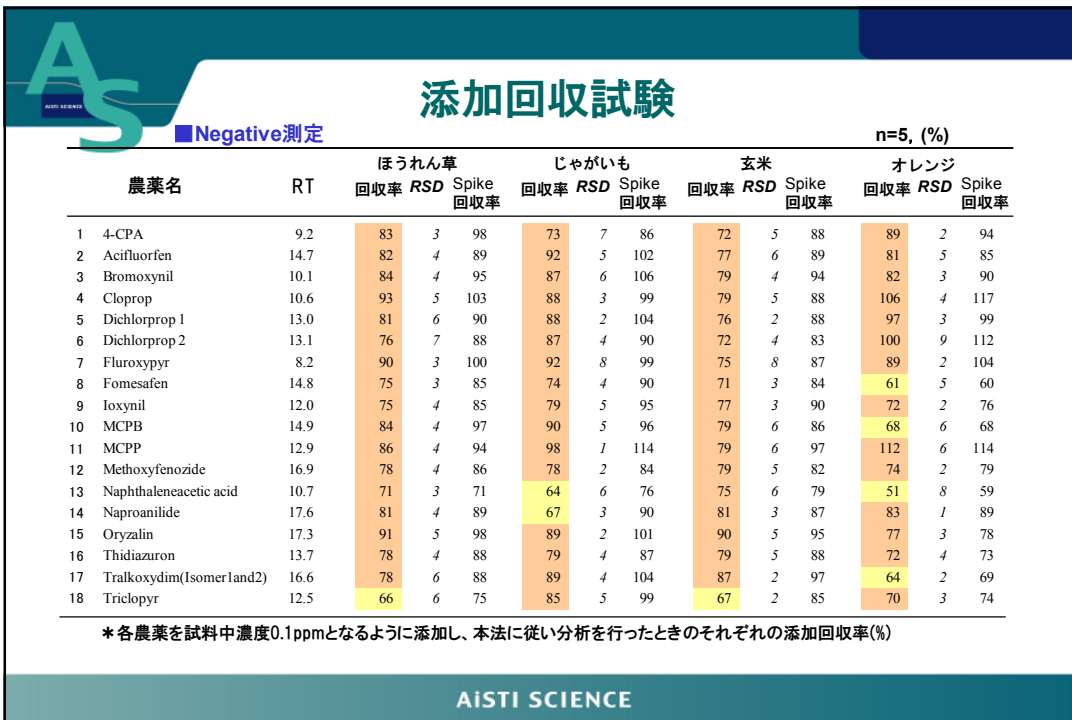 AS
AiSTI SCIENCE
添加回収試験
■Negative測定 n=5, (%)
ほうれん草 じゃがいも 玄米 オレンジ
農薬名 RT 回収率 RSD Spike回収率 回収率 RSD Spike回収率 回収率 RSD Spike回収率 回収率 RSD Spike回収率
1 4-CPA 9.2 83 3 98 73 7 86 72 5 88 89 2 94
2 Acifluorfen 14.7 82 4 89 92 5 102 77 6 89 81 5 85
3 Bromoxynil 10.1 84 4 95 87 6 106 79 4 94 82 3 90
4 Cloprop 10.6 93 5 103 88 3 99 79 5 88 106 4 117
5 Dichlorprop 1 13.0 81 6 90 88 2 104 76 2 88 97 3 99
6 Dichlorprop 2 13.1 76 7 88 87 4 90 72 4 83 100 9 112
7 Fluroxypyr 8.2 90 3 100 92 8 99 75 8 87 89 2 104
8 Fomesafen 14.8 75 3 85 74 4 90 71 3 84 61 5 60
9 Ioxynil 12.0 75 4 85 79 5 95 77 3 90 72 2 76
10 MCPB 14.9 84 4 97 90 5 96 79 6 86 68 6 68
11 MCPP 12.9 86 4 94 98 1 114 79 6 97 112 6 114
12 Methoxyfenozide 16.9 78 4 86 78 2 84 79 5 82 74 2 79
13 Naphthaleneacetic acid 10.7 71 3 71 64 6 76 75 6 79 51 8 59
14 Naproanilide 17.6 81 4 89 67 3 90 81 3 87 83 1 89
15 Oryzalin 17.3 91 5 98 89 2 101 90 5 95 77 3 78
16 Thidiazuron 13.7 78 4 88 79 4 87 79 5 88 72 4 73
17 Tralkoxydim(Isomer1and2) 16.6 78 6 88 89 4 104 87 2 97 64 2 69
18 Triclopyr 12.5 66 6 75 85 5 99 67 2 85 70 3 74
＊各農薬を試料中濃度0.1ppmとなるように添加し、本法に従い分析を行ったときのそれぞれの添加回収率(%)
AiSTI SCIENCE